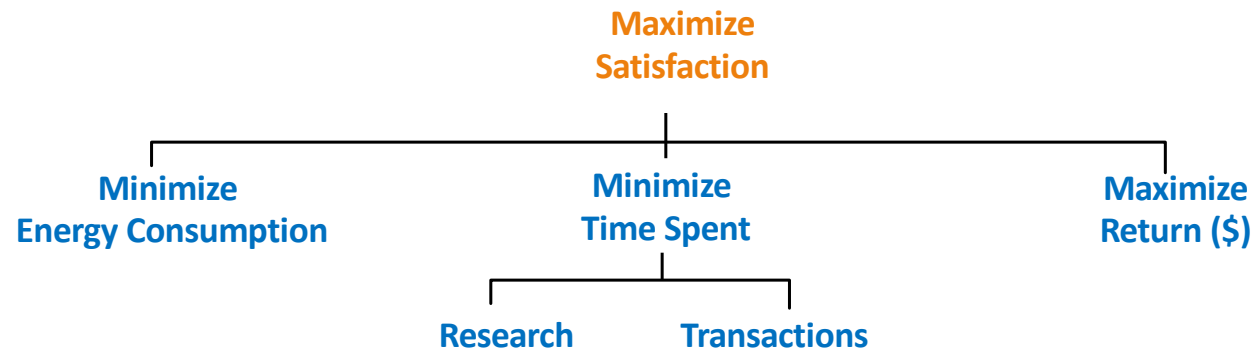 Maximize
Satisfaction
Minimize
Energy Consumption
Minimize
Time Spent
Maximize
Return ($)
Research
Transactions